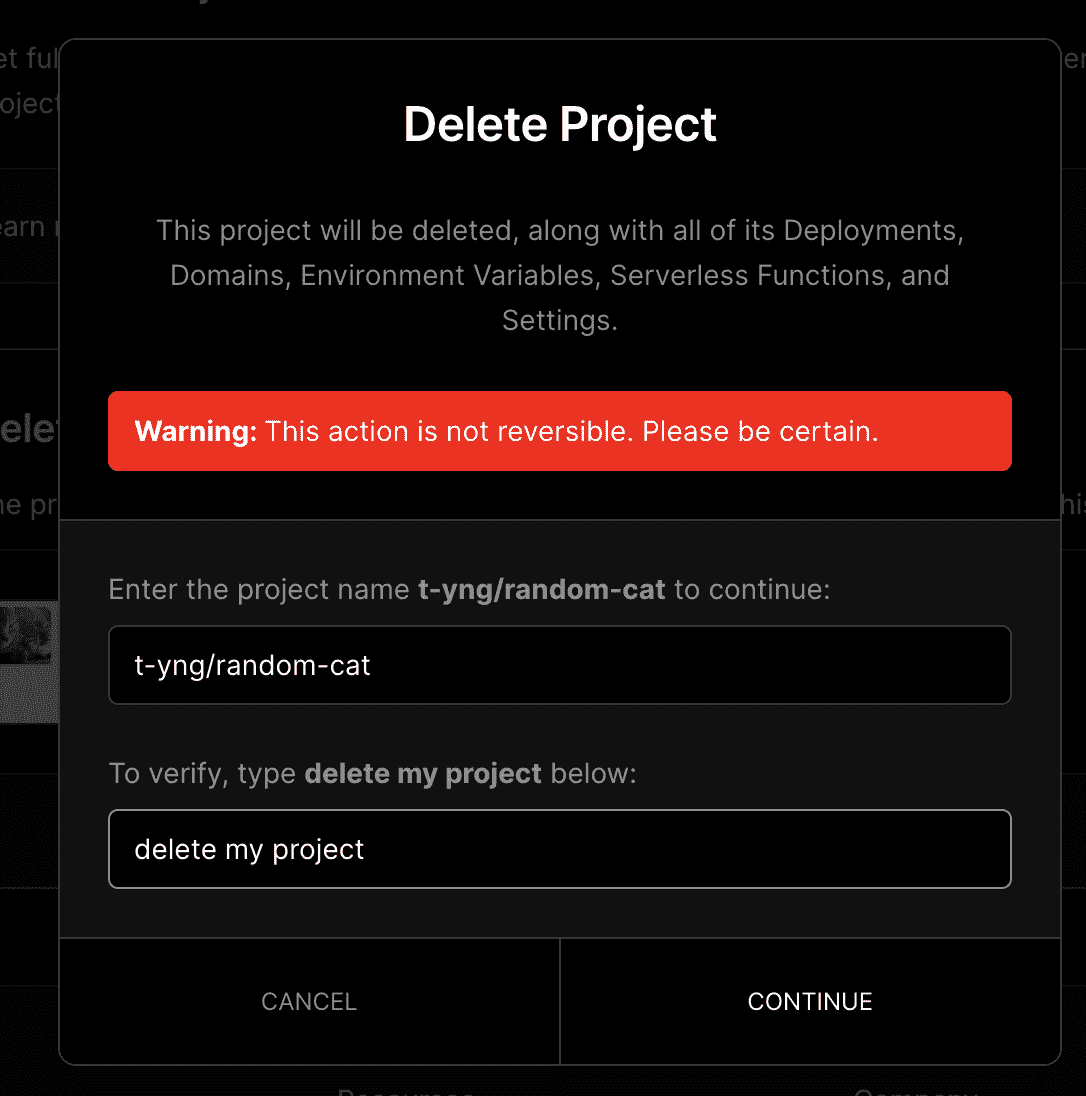 Delete Project
This project will be deleted, along with all of its Deployments,
Domains, Environment Variables, Serverless Functions, and
Settings.
Warning: This action is not reversible. Please be certain.
Enter the project name t-yng/random-cat to continue:
t-yng/random-cat
To verify, type delete my project below:
delete my project
CANCEL
CONTINUE